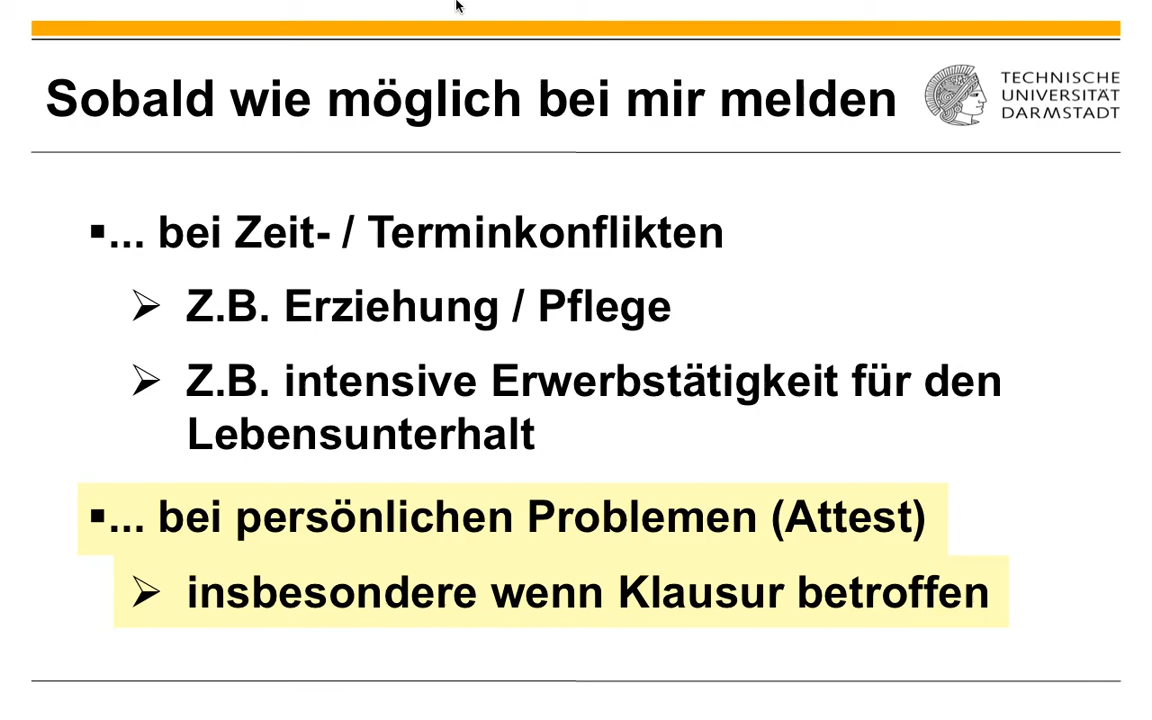 Sobald wie möglich bei mir melden
TECHNISCHE
UNIVERSITÄT
DARMSTADT
▪... bei Zeit- / Terminkonflikten
➢ Z.B. Erziehung / Pflege
➢ Z.B. intensive Erwerbstätigkeit für den
Lebensunterhalt
▪... bei persönlichen Problemen (Attest)
➢ insbesondere wenn Klausur betroffen